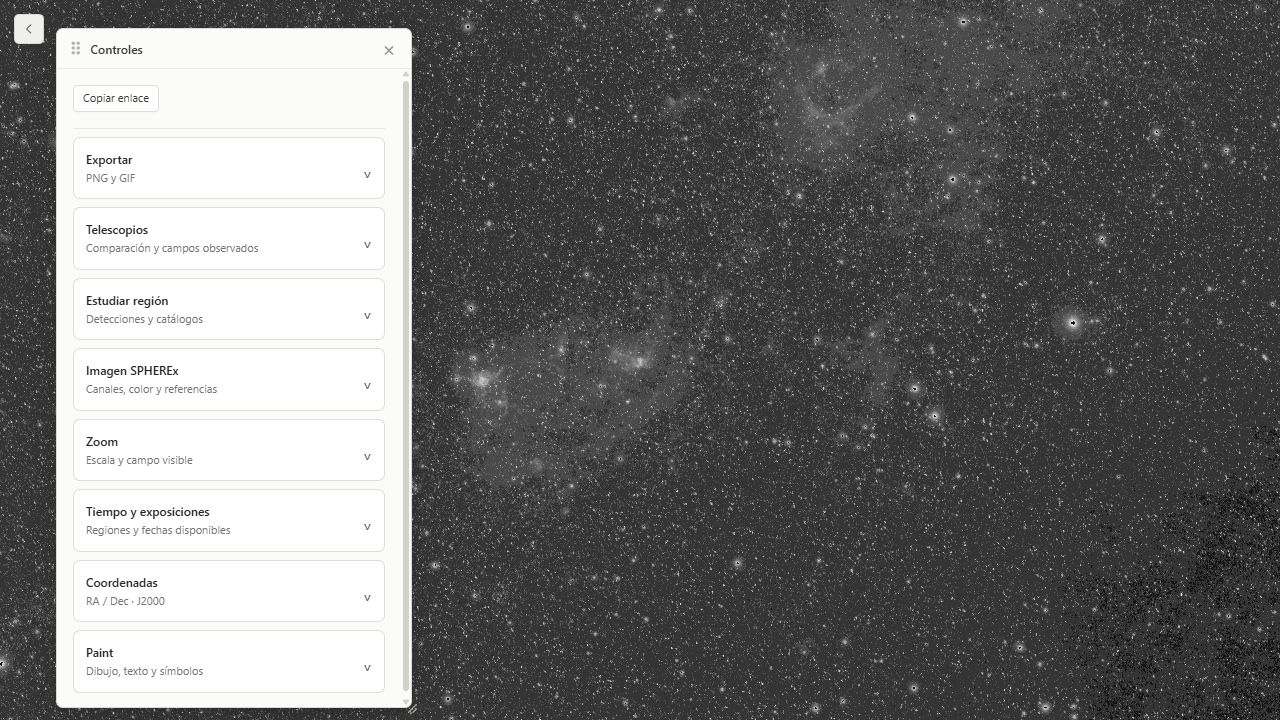 Controles
Copiar enlace
Exportar
PNG y GIF
Telescopios
Comparación y campos observados
Estudiar región
Detecciones y catálogos
Imagen SPHEREx
Canales, color y referencias
Zoom
Escala y campo visible
Tiempo y exposiciones
Regiones y fechas disponibles
Coordenadas
RA / Dec · J2000
Paint
Dibujo, texto y símbolos